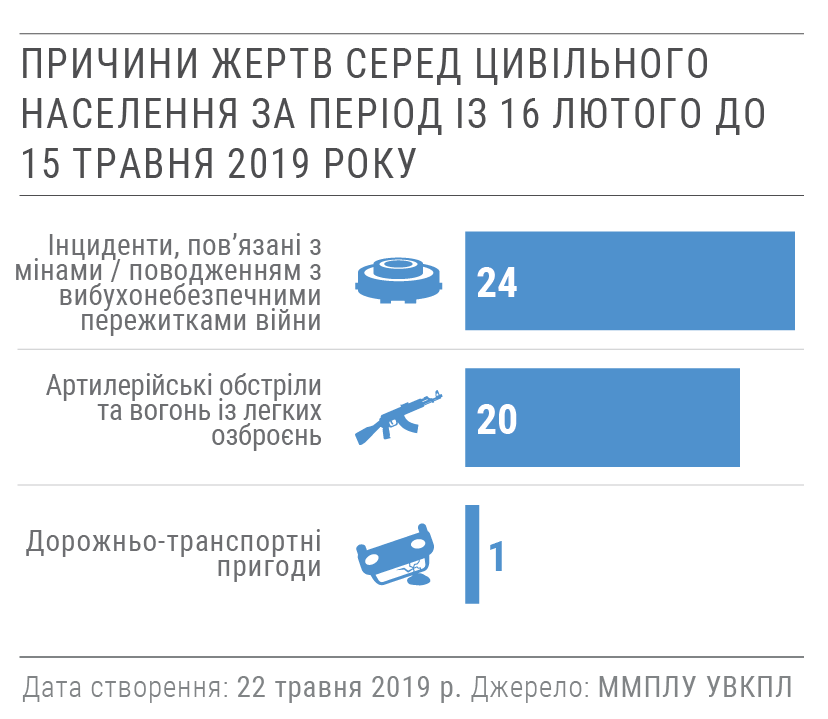 ПРИЧИНИ ЖЕРТВ СЕРЕД ЦИВІЛЬНОГО
НАСЕЛЕННЯ ЗА ПЕРІОД ІЗ 16 ЛЮТОГО ДО
15 ТРАВНЯ 2019 РОКУ
Інциденти, пов’язані з
мінами / поводженням з
вибухонебезпечними
пережитками війни
24
Артилерійські обстріли
та вогонь із легких
озброєнь
20
Дорожньо-транспортні
пригоди
1
Дата створення: 22 травня 2019 р. Джерело: ММПЛУ УВКПЛ